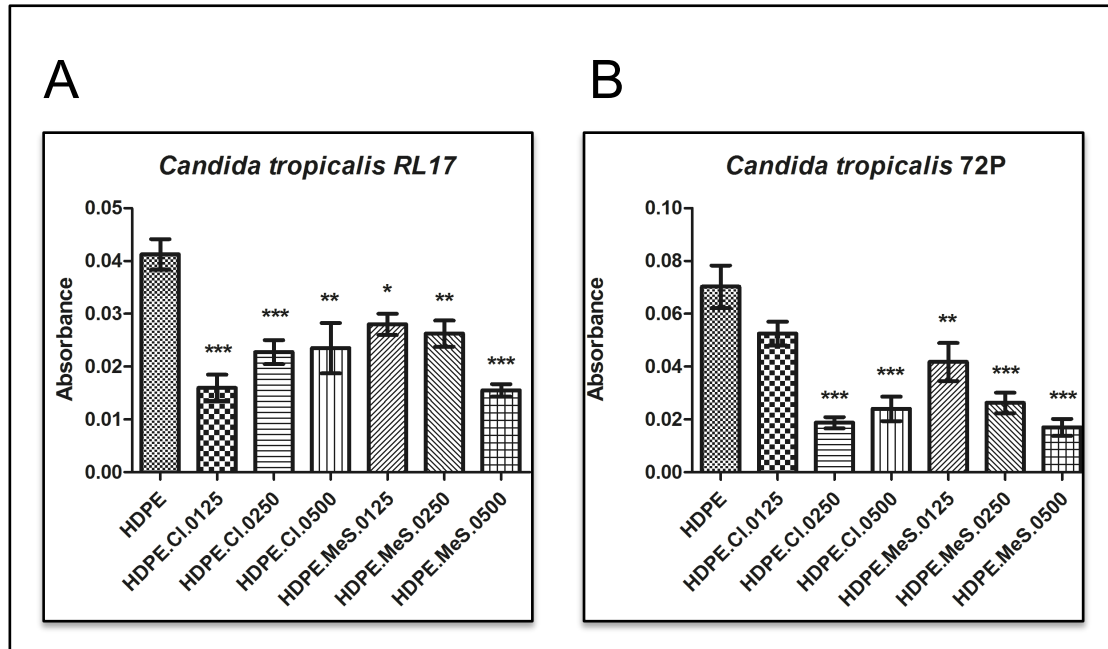 A
B
Candida tropicalis RL17
Absorbance
0.05
0.04
0.03
0.02
0.01
0.00
***
***
**
*
**
***
HDPE
HDPE.Cl.0125
HDPE.Cl.0250
HDPE.Cl.0500
HDPE.MeS.0125
HDPE.MeS.0250
HDPE.MeS.0500
Candida tropicalis 72P
Absorbance
0.10
0.08
0.06
0.04
0.02
0.00
***
***
**
***
***
HDPE
HDPE.Cl.0125
HDPE.Cl.0250
HDPE.Cl.0500
HDPE.MeS.0125
HDPE.MeS.0250
HDPE.MeS.0500